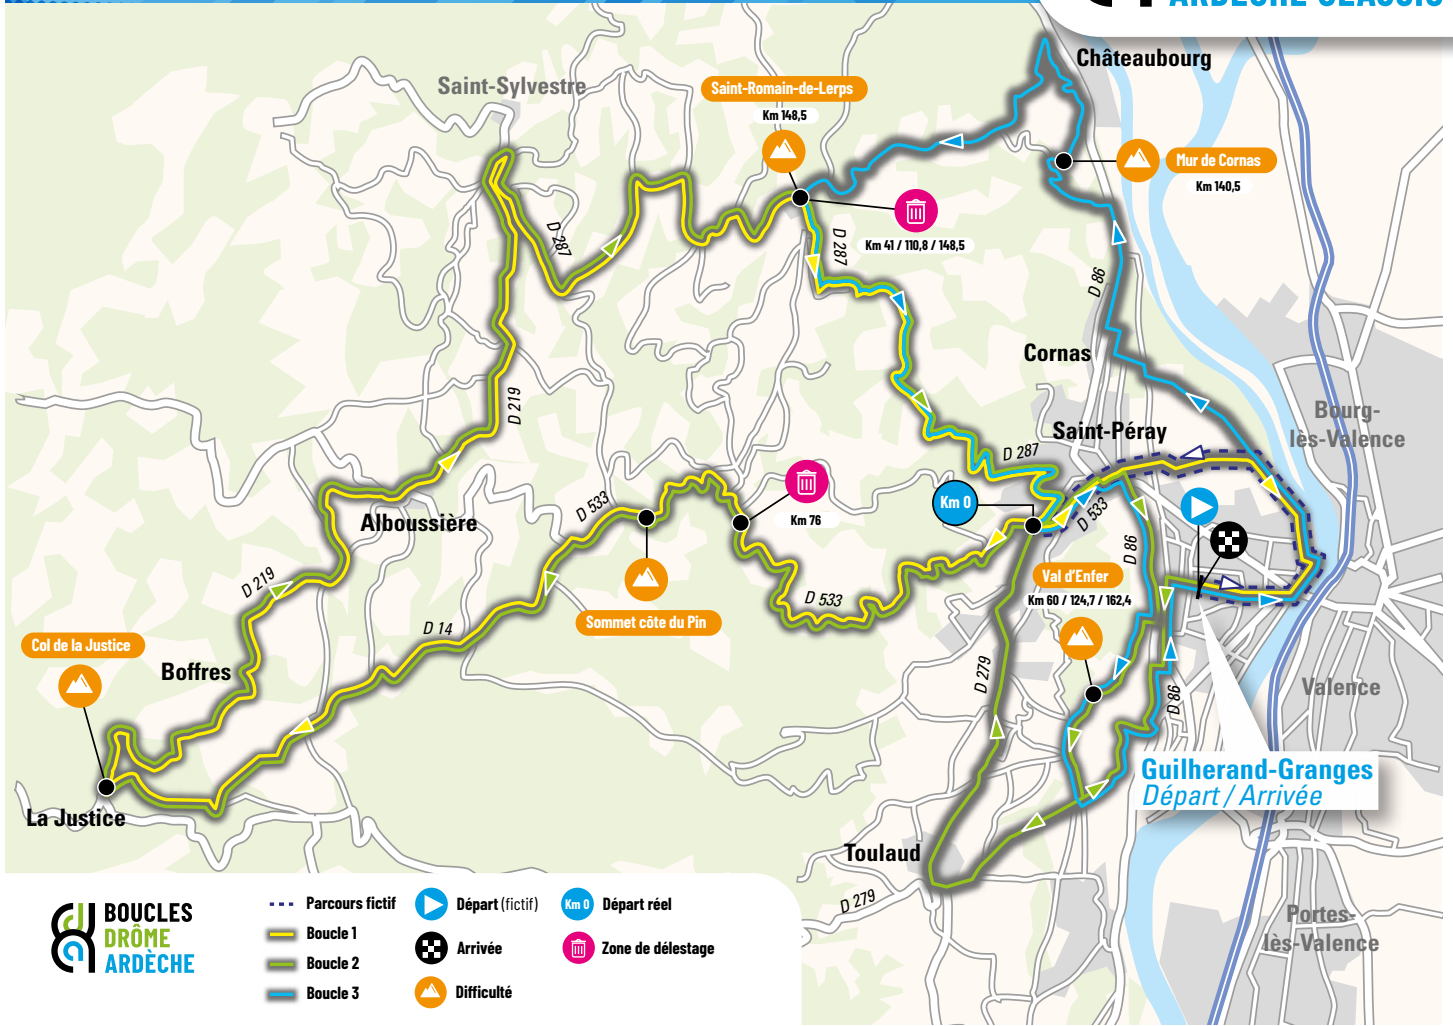 ARDÈCHE CLASSIC
Châteaubourg
Saint-Sylvestre
Saint-Romain-de-Lerps
Km 148,5
Mur de Cornas
Km 140,5
D 287
D 287
Km 41 / 110,8 / 148,5
D 86
Cornas
D 219
Bourg-
lès-Valence
Saint-Péray
D 287
Km 0
D 533
Km 76
Alboussière
D 533
D 86
D 219
Val d'Enfer
Km 60 / 124,7 / 162,4
D 533
Sommet côte du Pin
D 14
Col de la Justice
Boffres
D 279
D 86
Valence
Guilherand-Granges
Départ / Arrivée
La Justice
Toulaud
D 279
Portes-
lès-Valence
BOUCLES
DRÔME
ARDÈCHE
Parcours fictif
Boucle 1
Boucle 2
Boucle 3
Départ (fictif)
Arrivée
Difficulté
Km 0
Départ réel
Zone de délestage